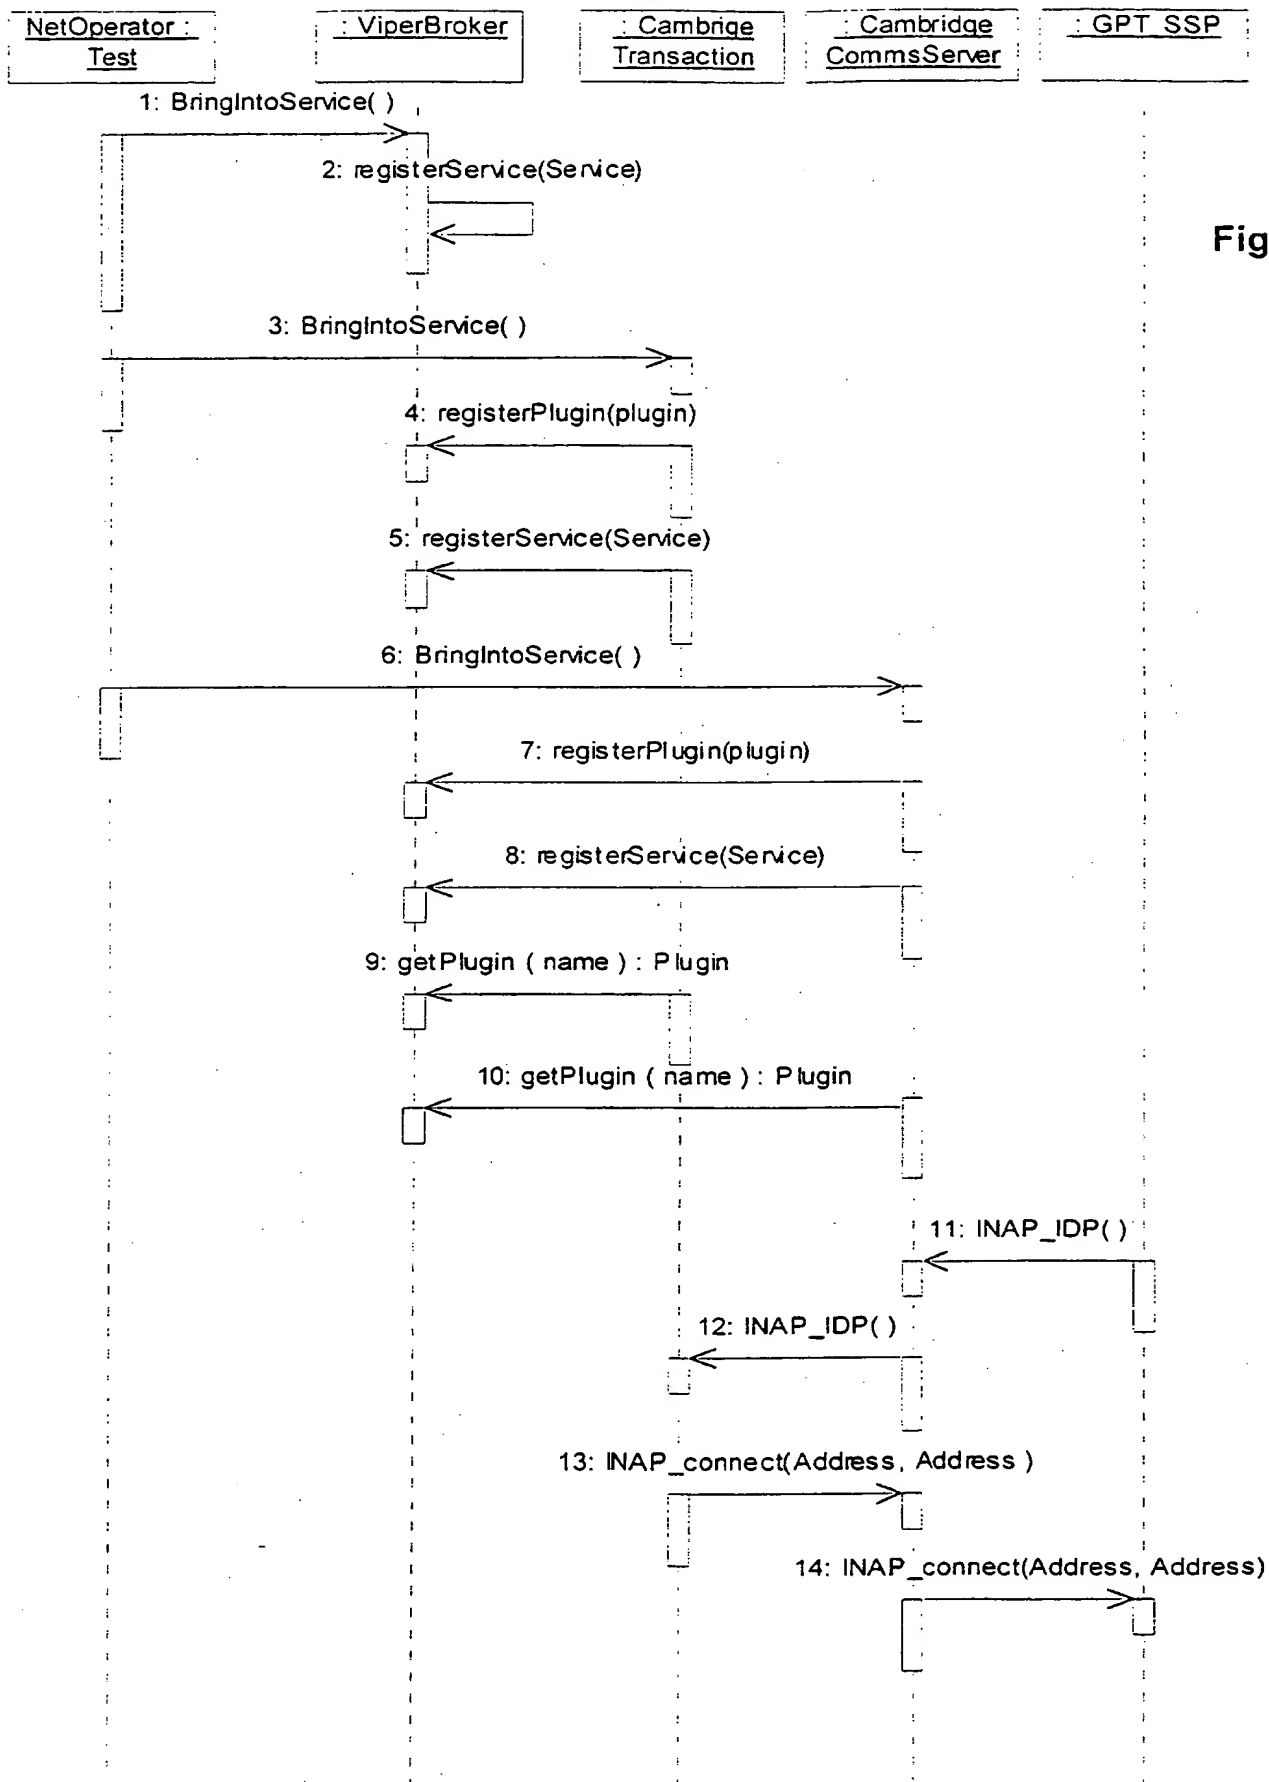 NetOperator : : ViperBroker : Cambrige : Cambridge : GPT SSP
Test Transaction CommsServer
1: BringIntoService( )
2: registerService(Service)
Fig
3: BringIntoService( )
4: registerPlugin(plugin)
5: registerService(Service)
6: BringIntoService( )
7: registerPlugin(plugin)
8: registerService(Service)
9: getPlugin ( name ) : Plugin
10: getPlugin ( name ) : Plugin
11: INAP_IDP( )
12: INAP_IDP( )
13: INAP_connect(Address, Address )
14: INAP_connect(Address, Address)